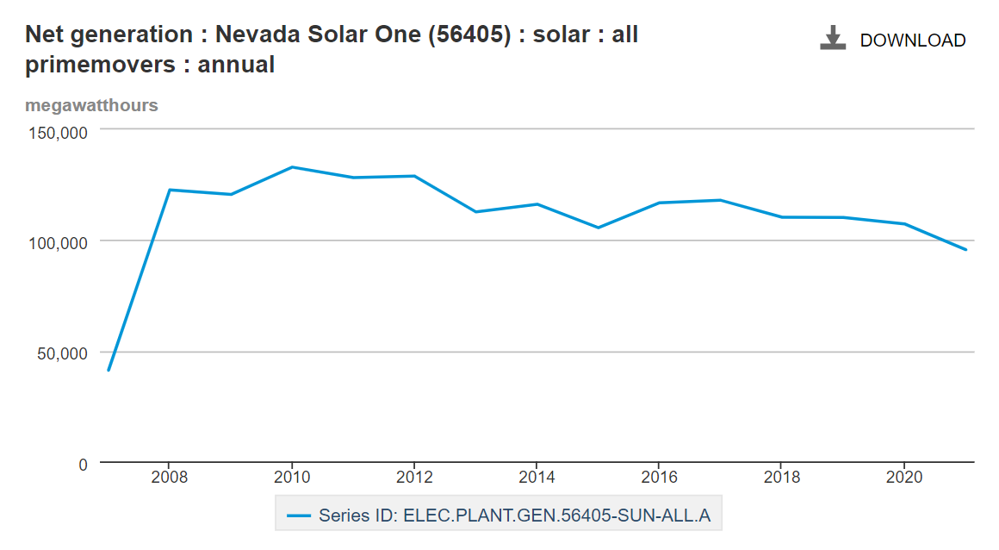 Net generation : Nevada Solar One (56405) : solar : all
primemovers : annual
DOWNLOAD
megawatthours
150,000
100,000
50,000
0
2008 2010 2012 2014 2016 2018 2020
Series ID: ELEC.PLANT.GEN.56405-SUN-ALL.A